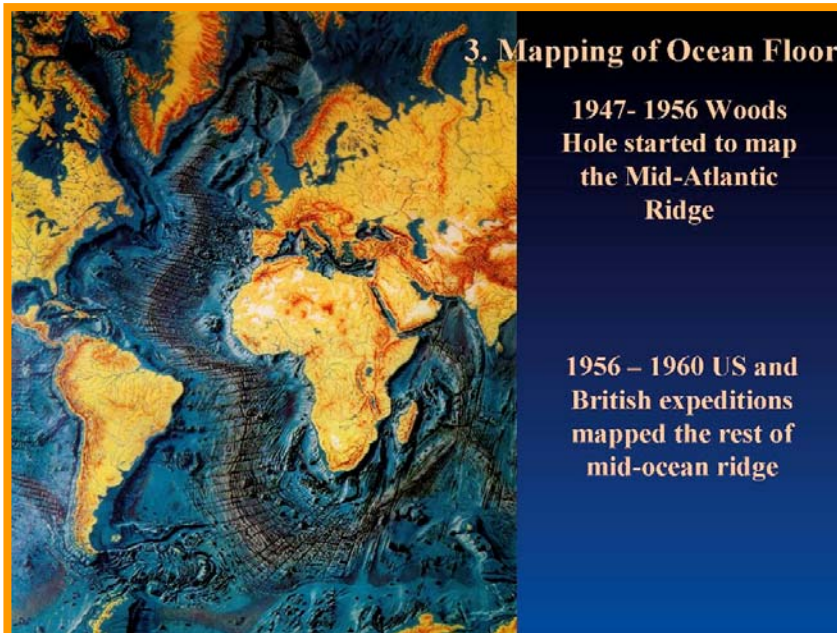 3. Mapping of Ocean Floor
1947- 1956 Woods
Hole started to map
the Mid-Atlantic
Ridge
1956 – 1960 US and
British expeditions
mapped the rest of
mid-ocean ridge